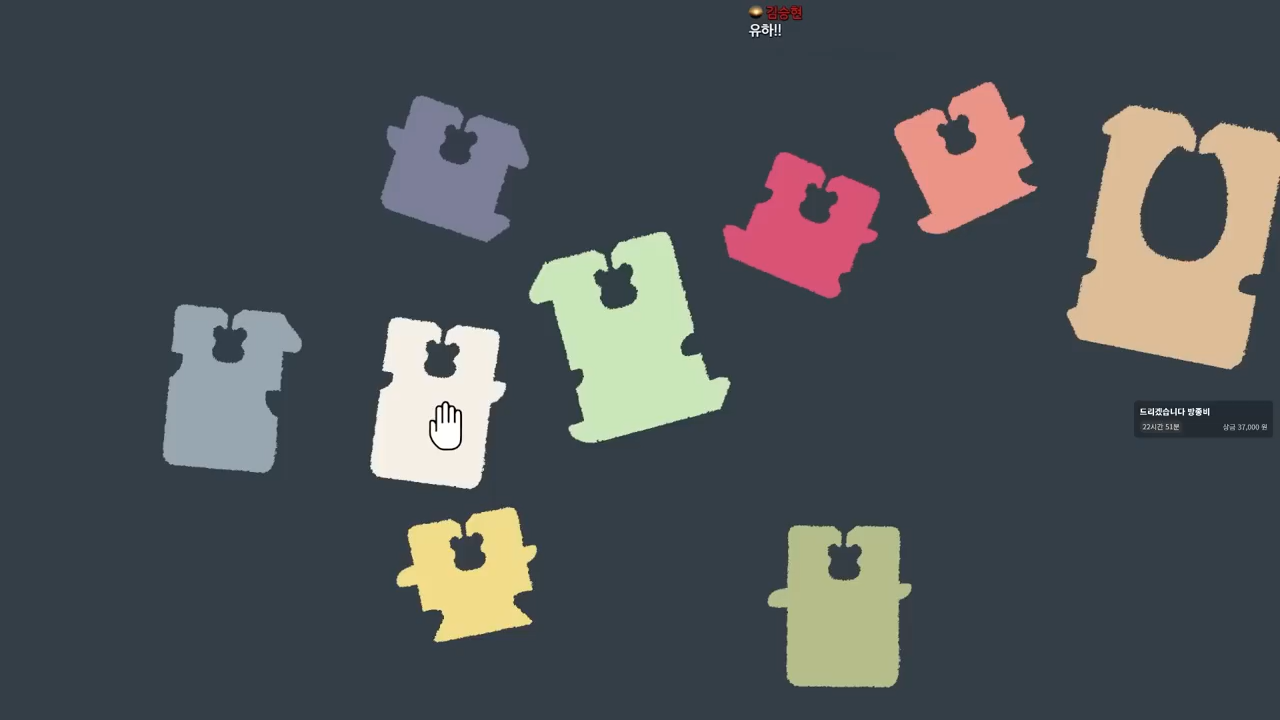 김승현
유하!!
드리겠습니다 방종비
22시간 51분
상금 37,000 원